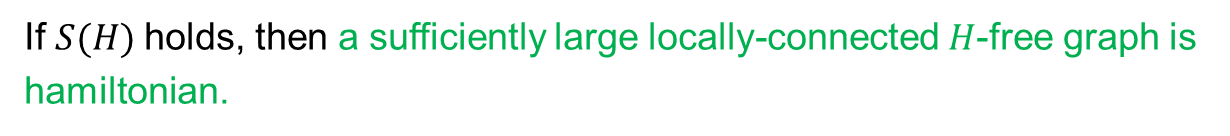 If S(H) holds, then a sufficiently large locally-connected H-free graph is
hamiltonian.